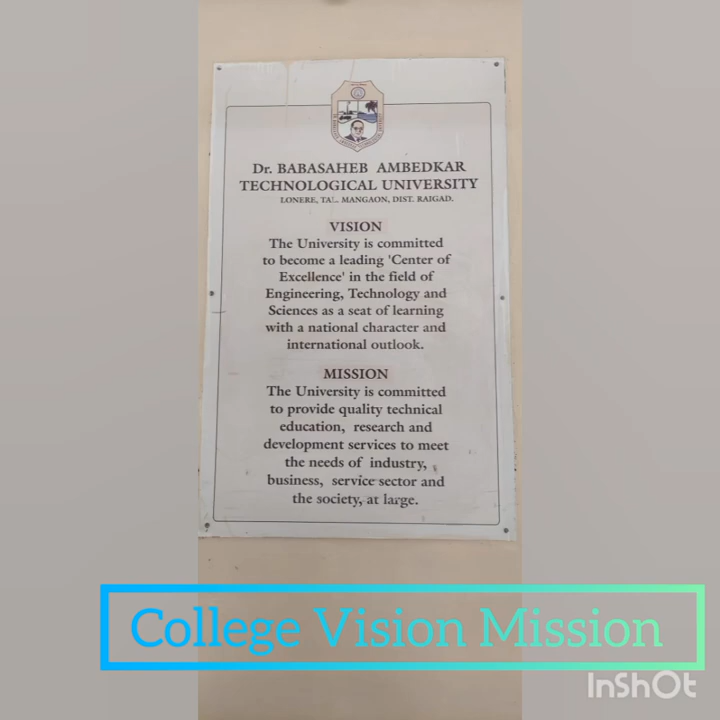 Dr. BABASAHEB AMBEDKAR
TECHNOLOGICAL UNIVERSITY
LONERE, TAL. MANGAON, DIST. RAIGAD.
VISION
The University is committed
to become a leading 'Center of
Excellence' in the field of
Engineering, Technology and
Sciences as a seat of learning
with a national character and
international outlook.
MISSION
The University is committed
to provide quality technical
education, research and
development services to meet
the needs of industry,
business, service sector and
the society, at large.
College Vision Mission
InShOt